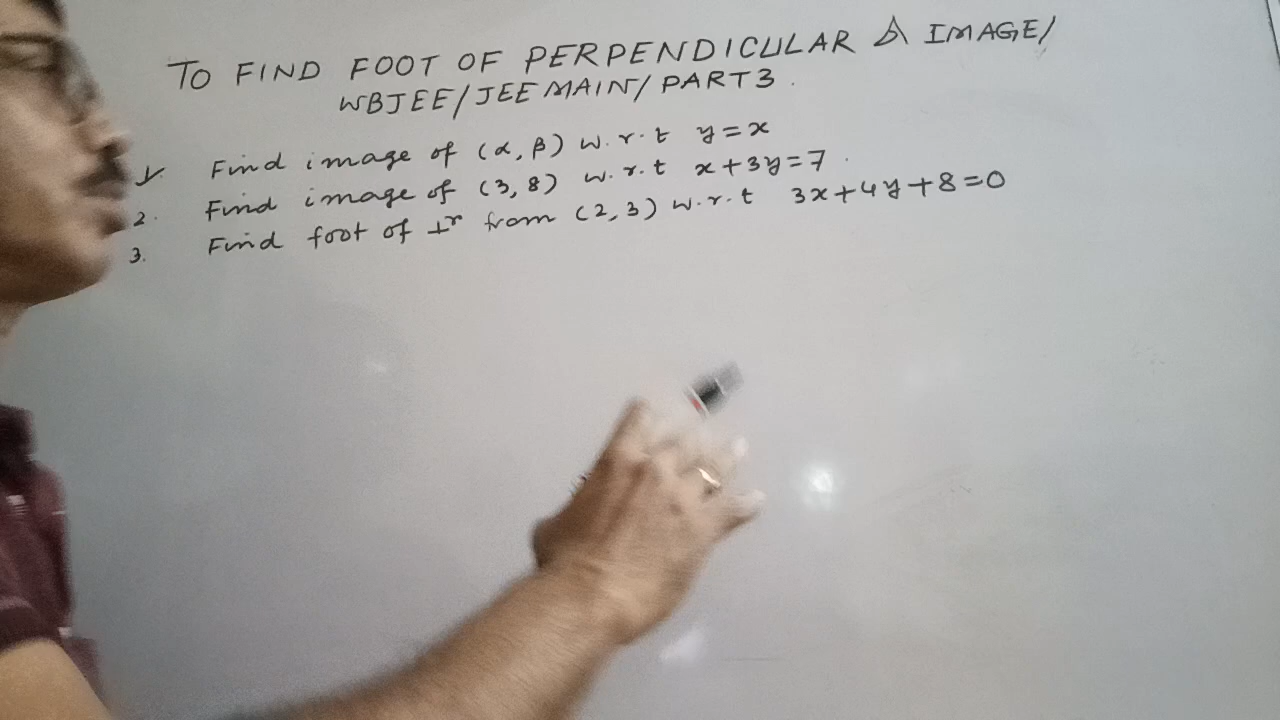 TO FIND FOOT OF PERPENDICULAR & IMAGE/
WBJEE/JEE MAIN/PART3.
1. Find image of (α, β) w.r.t y=x
2. Find image of (3, 8) w.r.t x+3y=7.
3. Find foot of ⊥r from (2, 3) w.r.t 3x+4y+8=0